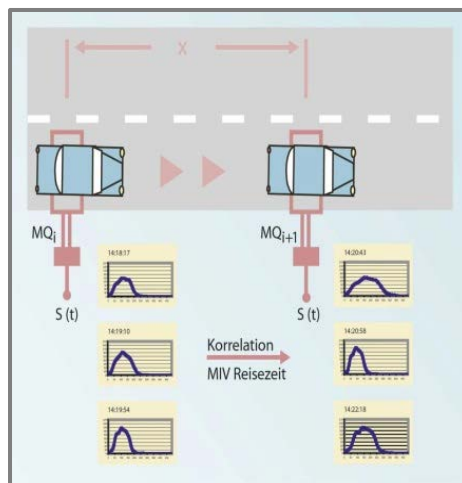 X
MQi
MQi+1
S (t)
S (t)
14:18:17
14:20:43
14:19:10
Korrelation
MIV Reisezeit
14:20:58
14:19:54
14:22:18